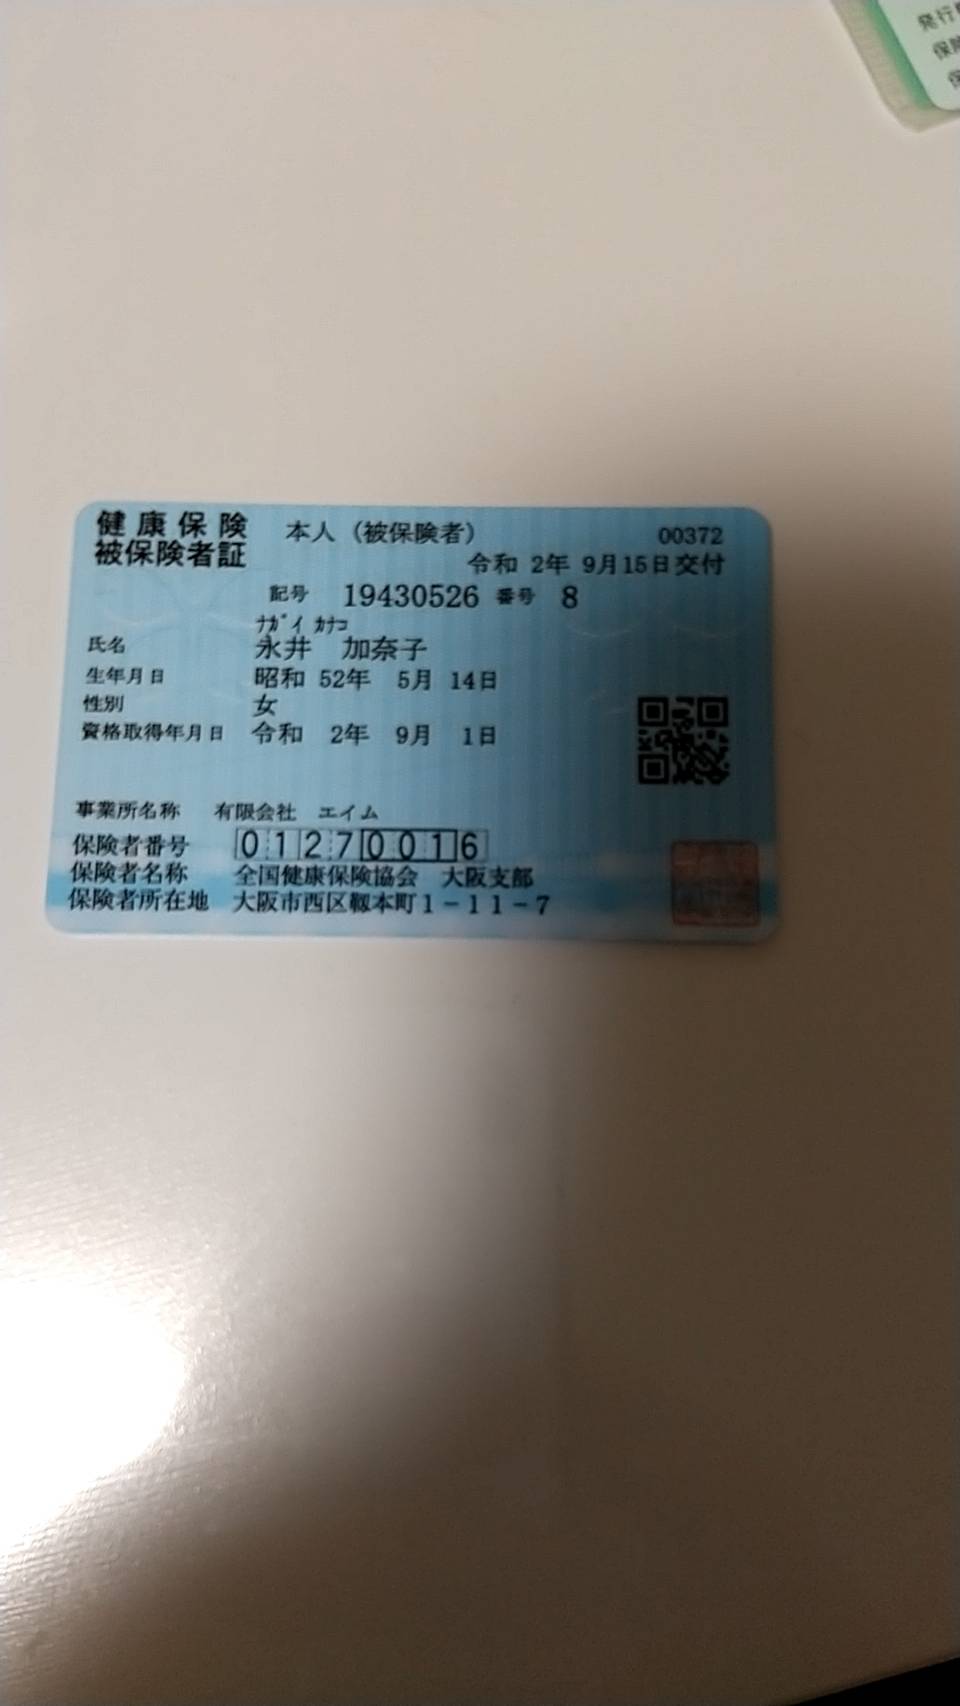 発行
保険
保
健康保険
被保険者証
本人（被保険者）
00372
令和 2年 9月15日交付
記号 19430526 番号 8
ﾅｶﾞｲ ｶﾅｺ
氏名 永井 加奈子
生年月日 昭和 52年 5月 14日
性別 女
資格取得年月日 令和 2年 9月 1日
事業所名称 有限会社 エイム
保険者番号 01270016
保険者名称 全国健康保険協会 大阪支部
保険者所在地 大阪市西区靱本町1－11－7